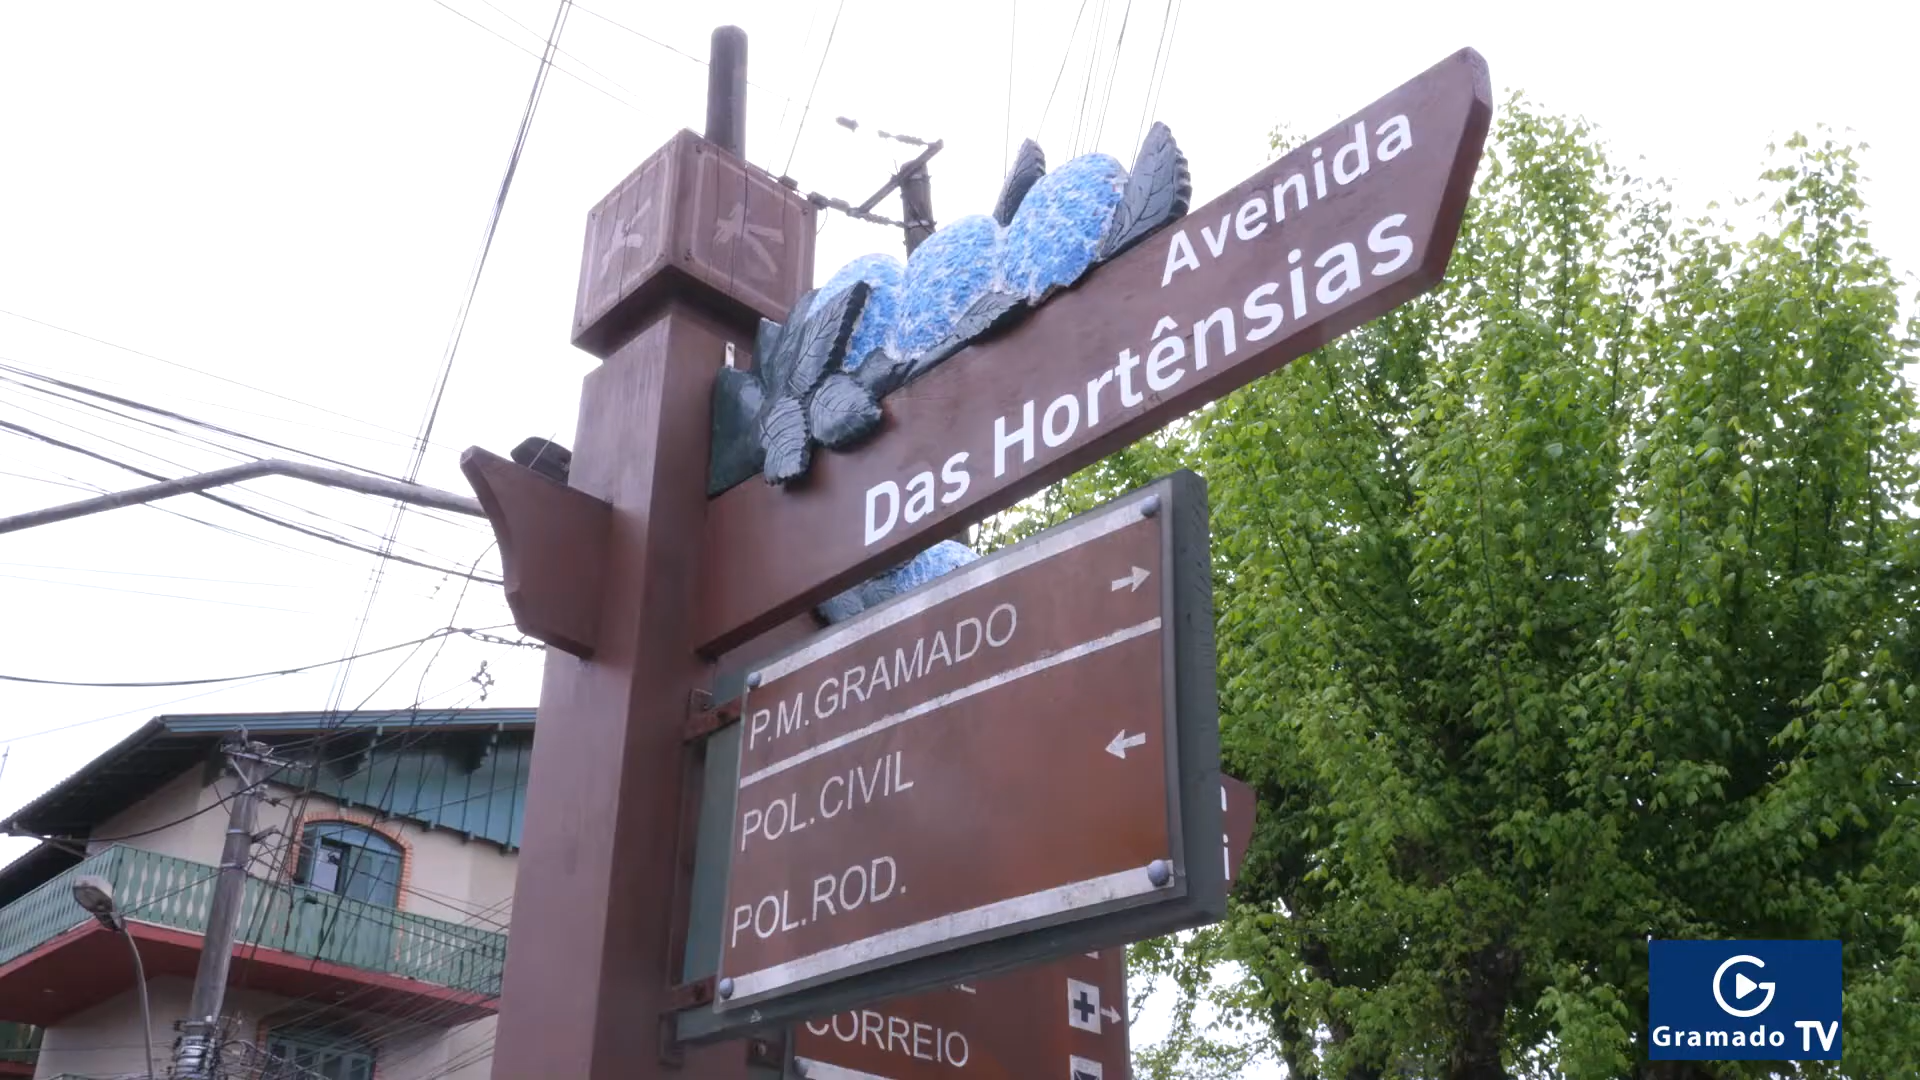 Avenida
Das Hortênsias
P.M.GRAMADO
POL.CIVIL
POL.ROD.
CORREIO
Gramado TV